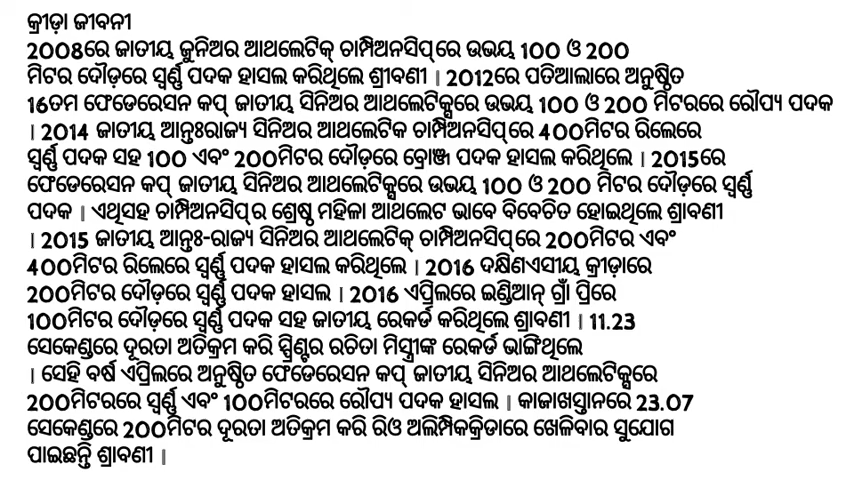 କ୍ରୀଡ଼ା ଜୀବନୀ
2008ରେ ଜାତୀୟ ଜୁନିଅର ଆଥଲେଟିକ୍ ଚାମ୍ପିଅନସିପ୍‌ରେ ଉଭୟ 100 ଓ 200
ମିଟର ଦୌଡ଼ରେ ସ୍ୱର୍ଣ୍ଣ ପଦକ ହାସଲ କରିଥିଲେ ଶ୍ରୀବଣୀ । 2012ରେ ପତିଆଲାରେ ଅନୁଷ୍ଠିତ
16ତମ ଫେଡେରେସନ କପ୍ ଜାତୀୟ ସିନିଅର ଆଥଲେଟିକ୍ସରେ ଉଭୟ 100 ଓ 200 ମିଟରରେ ରୌପ୍ୟ ପଦକ
। 2014 ଜାତୀୟ ଆନ୍ତଃରାଜ୍ୟ ସିନିଅର ଆଥଲେଟିକ ଚାମ୍ପିଅନସିପ୍‌ରେ 400ମିଟର ରିଲେରେ
ସ୍ୱର୍ଣ୍ଣ ପଦକ ସହ 100 ଏବଂ 200ମିଟର ଦୌଡ଼ରେ ବ୍ରୋଞ୍ଜ ପଦକ ହାସଲ କରିଥିଲେ । 2015ରେ
ଫେଡେରେସନ କପ୍ ଜାତୀୟ ସିନିଅର ଆଥଲେଟିକ୍ସରେ ଉଭୟ 100 ଓ 200 ମିଟର ଦୌଡ଼ରେ ସ୍ୱର୍ଣ୍ଣ
ପଦକ । ଏଥିସହ ଚାମ୍ପିଅନସିପ୍‌ର ଶ୍ରେଷ୍ଠ ମହିଳା ଆଥଲେଟ ଭାବେ ବିବେଚିତ ହୋଇଥିଲେ ଶ୍ରାବଣୀ
। 2015 ଜାତୀୟ ଆନ୍ତଃ-ରାଜ୍ୟ ସିନିଅର ଆଥଲେଟିକ୍ ଚାମ୍ପିଅନସିପ୍‌ରେ 200ମିଟର ଏବଂ
400ମିଟର ରିଲେରେ ସ୍ୱର୍ଣ୍ଣ ପଦକ ହାସଲ କରିଥିଲେ । 2016 ଦକ୍ଷିଣଏସୀୟ କ୍ରୀଡ଼ାରେ
200ମିଟର ଦୌଡ଼ରେ ସ୍ୱର୍ଣ୍ଣ ପଦକ ହାସଲ । 2016 ଏପ୍ରିଲରେ ଇଣ୍ଡିଆନ୍ ଗ୍ରାଁ ପ୍ରିରେ
100ମିଟର ଦୌଡ଼ରେ ସ୍ୱର୍ଣ୍ଣ ପଦକ ସହ ଜାତୀୟ ରେକର୍ଡ କରିଥିଲେ ଶ୍ରାବଣୀ । 11.23
ସେକେଣ୍ଡରେ ଦୂରତା ଅତିକ୍ରମ କରି ସ୍ପ୍ରିଣ୍ଟର ରଚିତା ମିସ୍ତ୍ରୀଙ୍କ ରେକର୍ଡ ଭାଙ୍ଗିଥିଲେ
। ସେହି ବର୍ଷ ଏପ୍ରିଲରେ ଅନୁଷ୍ଠିତ ଫେଡେରେସନ କପ୍ ଜାତୀୟ ସିନିଅର ଆଥଲେଟିକ୍ସରେ
200ମିଟରରେ ସ୍ୱର୍ଣ୍ଣ ଏବଂ 100ମିଟରରେ ରୌପ୍ୟ ପଦକ ହାସଲ । କାଜାଖସ୍ତାନରେ 23.07
ସେକେଣ୍ଡରେ 200ମିଟର ଦୂରତା ଅତିକ୍ରମ କରି ରିଓ ଅଲିମ୍ପିକକ୍ରିଡାରେ ଖେଳିବାର ସୁଯୋଗ
ପାଇଛନ୍ତି ଶ୍ରାବଣୀ ।